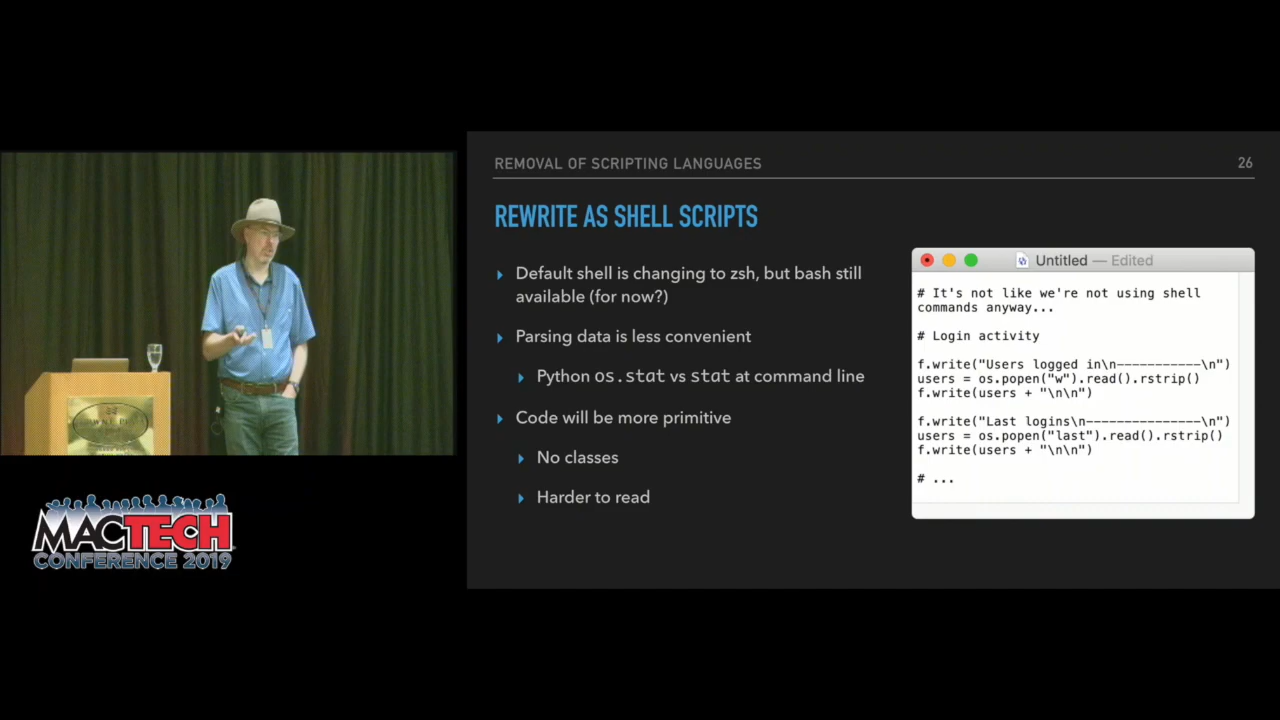 REMOVAL OF SCRIPTING LANGUAGES
26
REWRITE AS SHELL SCRIPTS
Default shell is changing to zsh, but bash still
available (for now?)
Parsing data is less convenient
Python os.stat vs stat at command line
Code will be more primitive
No classes
Harder to read
Untitled — Edited
# It's not like we're not using shell
commands anyway...
# Login activity
f.write("Users logged in\n-----------\n")
users = os.popen("w").read().rstrip()
f.write(users + "\n\n")
f.write("Last logins\n---------------\n")
users = os.popen("last").read().rstrip()
f.write(users + "\n\n")
# ...
MACTECH
CONFERENCE 2019